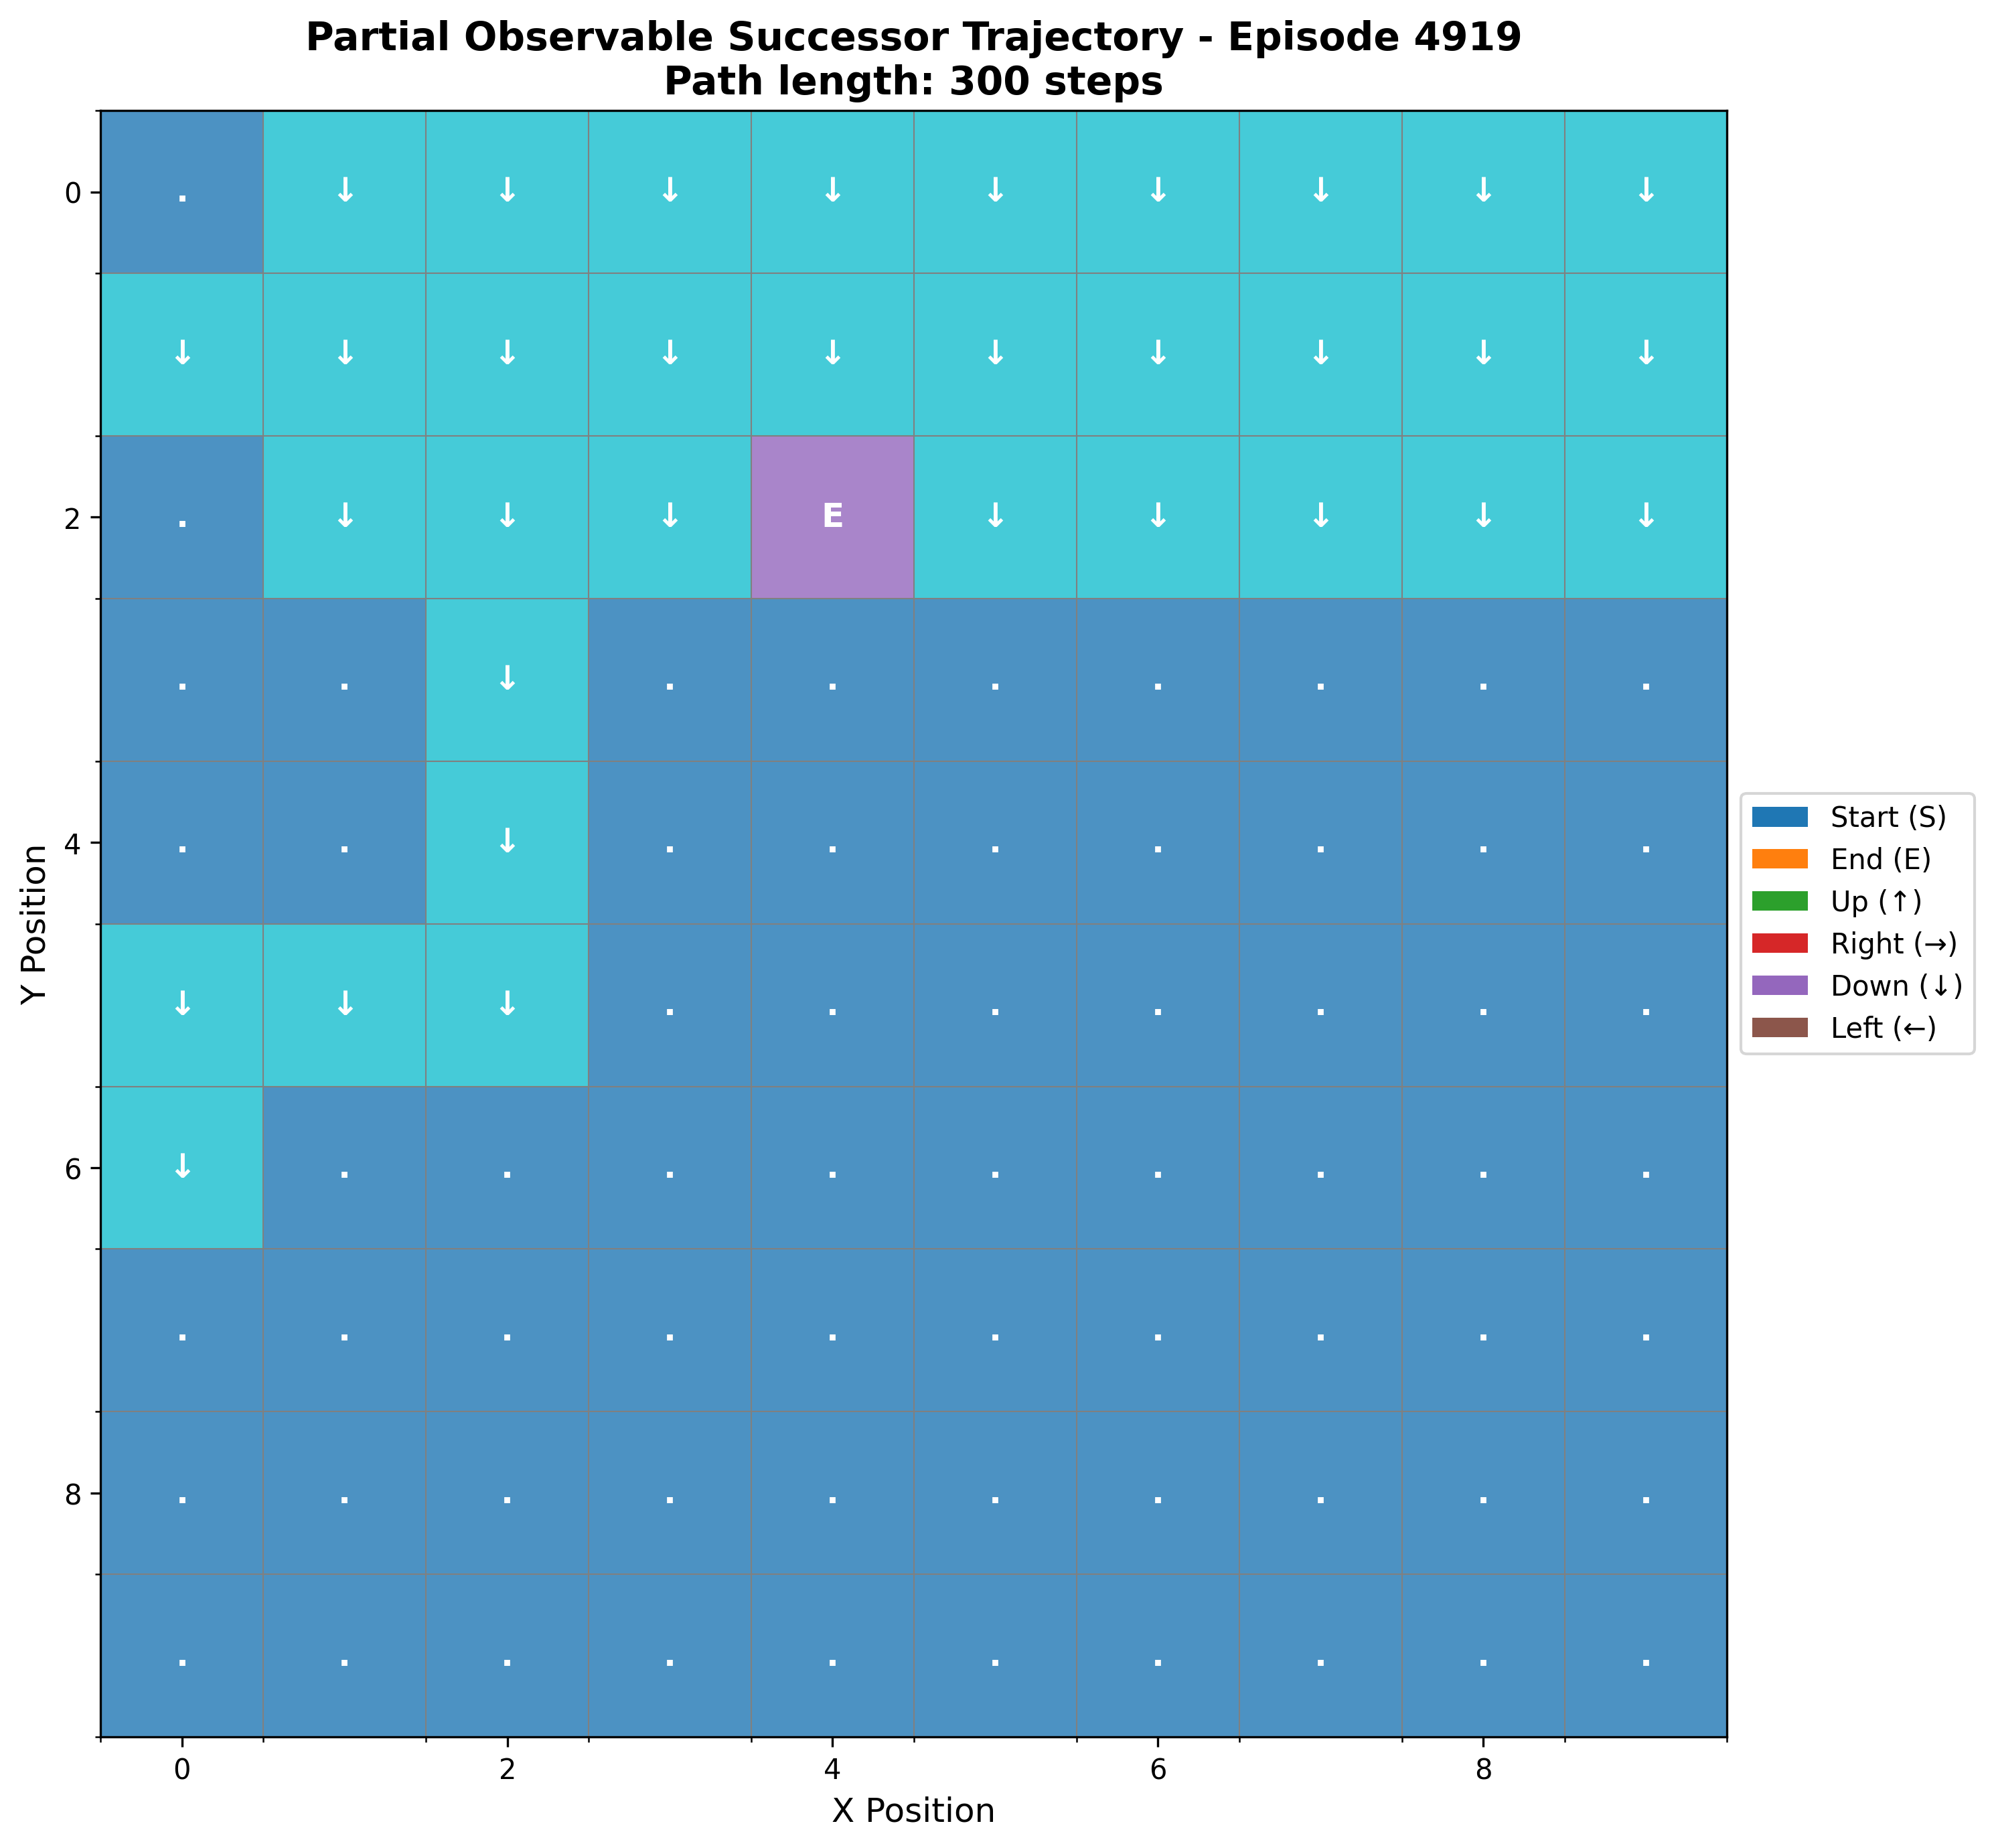 Partial Observable Successor Trajectory - Episode 4919
Path length: 300 steps
0 . ↓ ↓ ↓ ↓ ↓ ↓ ↓ ↓ ↓
↓ ↓ ↓ ↓ ↓ ↓ ↓ ↓ ↓ ↓
2 . ↓ ↓ ↓ E ↓ ↓ ↓ ↓ ↓
. . ↓ . . . . . . .
4 . . ↓ . . . . . . .
↓ ↓ ↓ . . . . . . .
6 ↓ . . . . . . . . .
. . . . . . . . . .
8 . . . . . . . . . .
. . . . . . . . . .
0 2 4 6 8
X Position
Y Position
Start (S)
End (E)
Up (↑)
Right (→)
Down (↓)
Left (←)